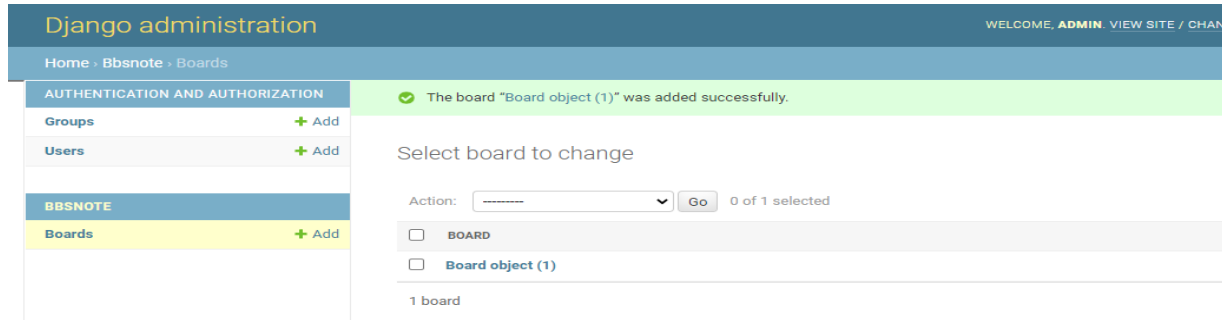 Django administration
WELCOME, ADMIN. VIEW SITE / CHAN
Home › Bbsnote › Boards
AUTHENTICATION AND AUTHORIZATION
Groups + Add
Users + Add
BBSNOTE
Boards + Add
The board “Board object (1)” was added successfully.
Select board to change
Action: --------- Go 0 of 1 selected
BOARD
Board object (1)
1 board